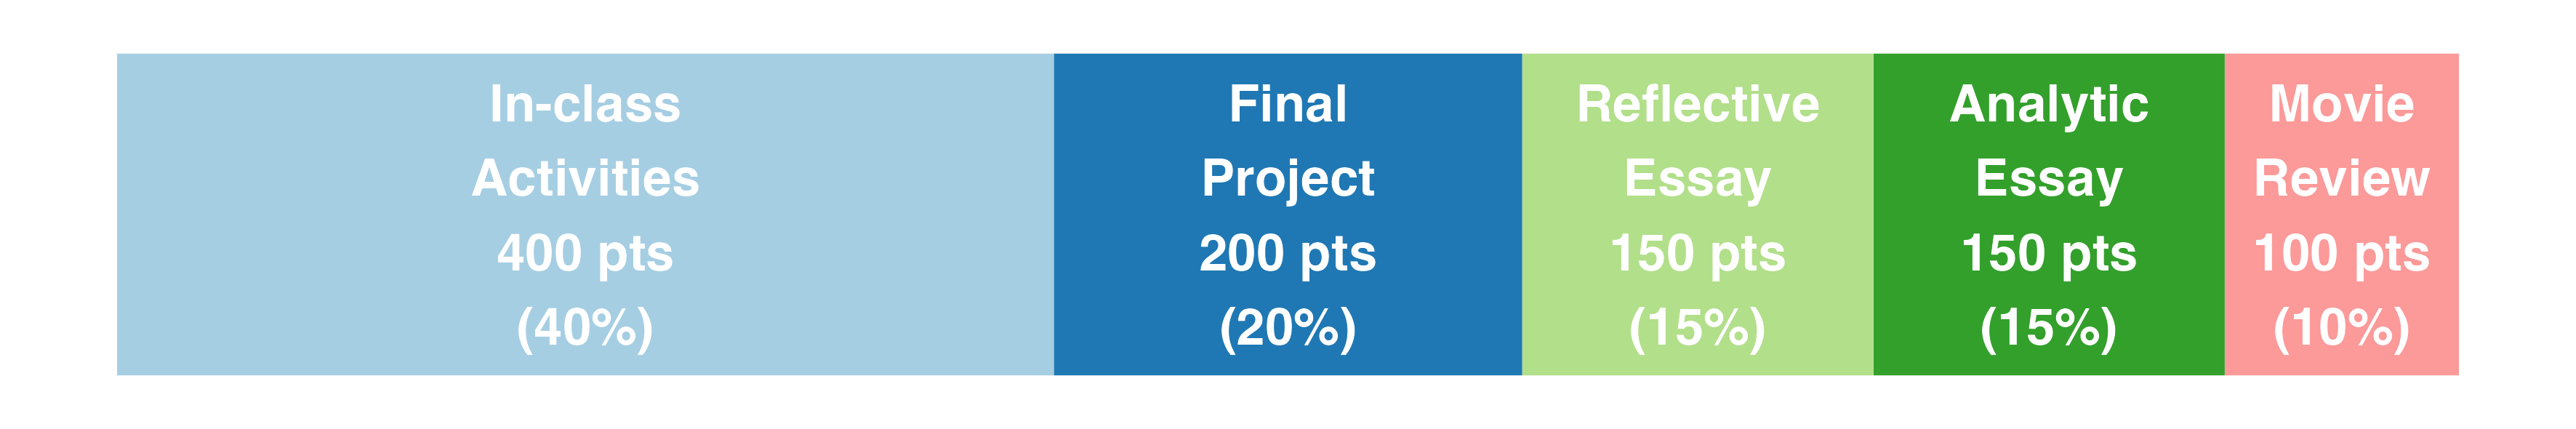 In-class
Activities
400 pts
(40%)
Final
Project
200 pts
(20%)
Reflective
Essay
150 pts
(15%)
Analytic
Essay
150 pts
(15%)
Movie
Review
100 pts
(10%)